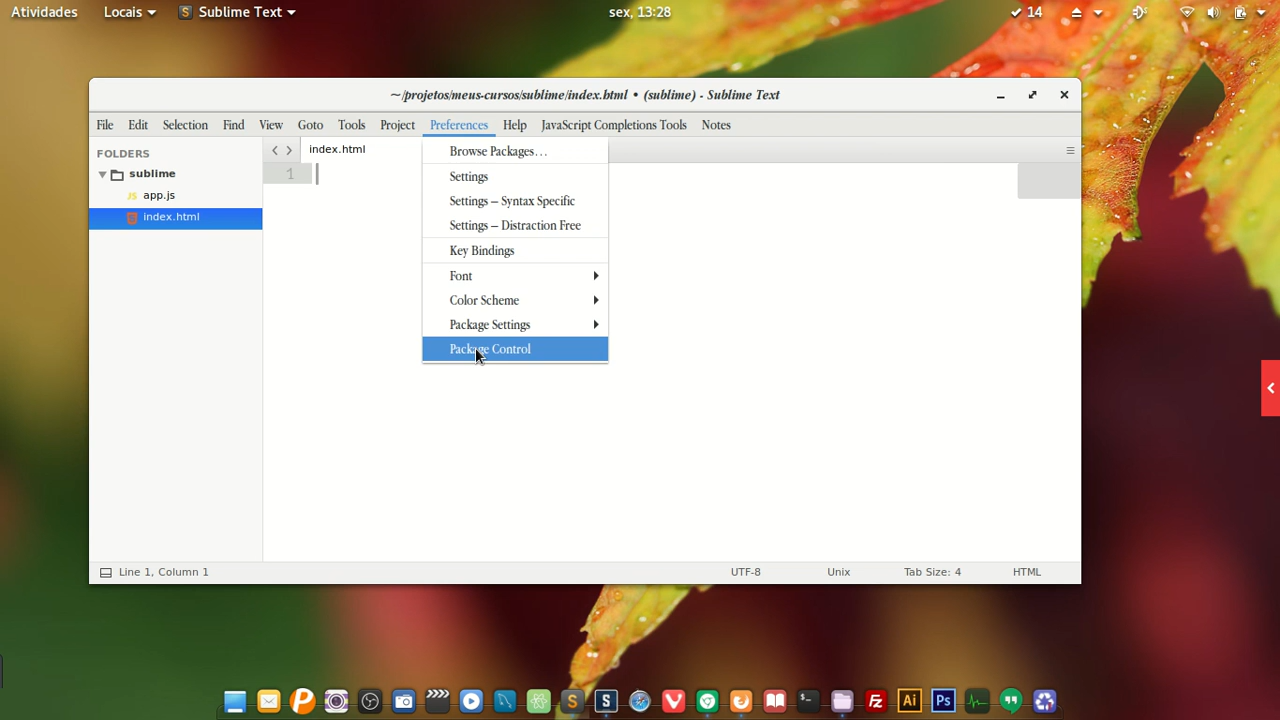 Atividades Locais Sublime Text sex, 13:28 14
~/projetos/meus-cursos/sublime/index.html • (sublime) - Sublime Text
File Edit Selection Find View Goto Tools Project Preferences Help JavaScript Completions Tools Notes
FOLDERS
sublime
JS app.js
index.html
index.html
1
Browse Packages…
Settings
Settings – Syntax Specific
Settings – Distraction Free
Key Bindings
Font
Color Scheme
Package Settings
Package Control
Line 1, Column 1 UTF-8 Unix Tab Size: 4 HTML
Ai Ps